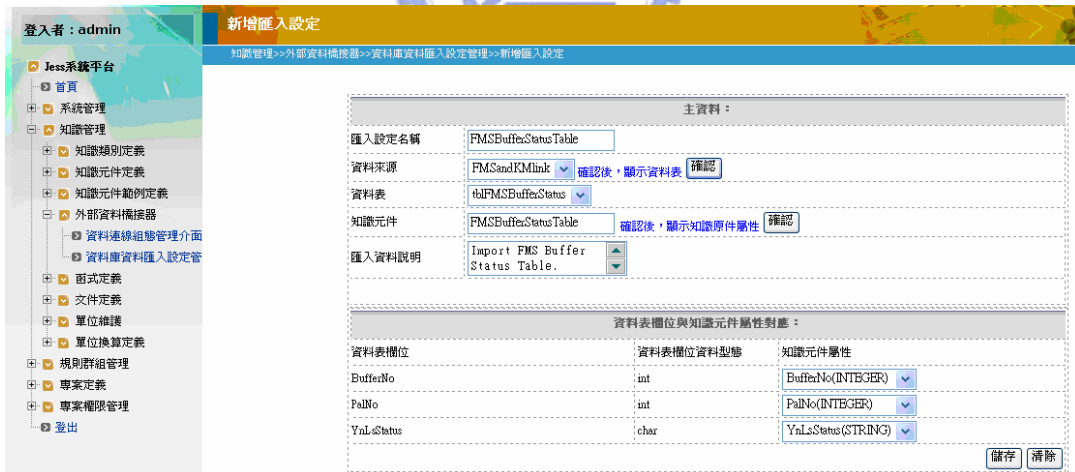 登入者：admin
新增匯入設定
知識管理>>外部資料橋接器>>資料庫資料匯入設定管理>>新增匯入設定
Jess系統平台
首頁
系統管理
知識管理
知識類別定義
知識元件定義
知識元件範例定義
外部資料橋接器
資料連線組態管理介面
資料庫資料匯入設定管
函式定義
文件定義
單位維護
單位換算定義
規則群組管理
專案定義
專案權限管理
登出
主資料：
匯入設定名稱 FMSBufferStatusTable
資料來源 FMSandKMlink 確認後，顯示資料表 確認
資料表 tblFMSBufferStatus
知識元件 FMSBufferStatusTable 確認後，顯示知識原件屬性 確認
匯入資料說明 Import FMS Buffer
Status Table.
資料表欄位與知識元件屬性對應：
資料表欄位 資料表欄位資料型態 知識元件屬性
BufferNo int BufferNo(INTEGER)
PalNo int PalNo(INTEGER)
YnLsStatus char YnLsStatus(STRING)
儲存 清除